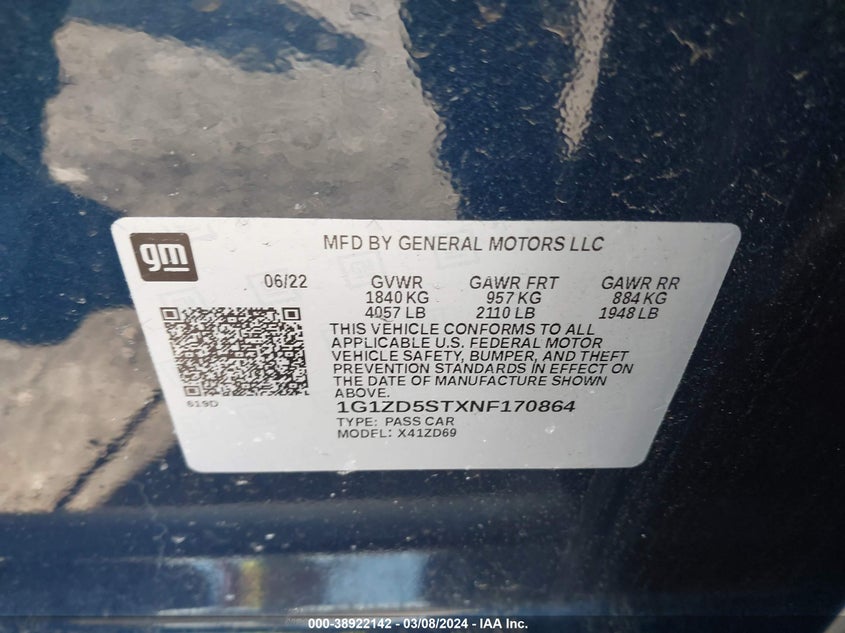 gm
MFD BY GENERAL MOTORS LLC
06/22 GVWR GAWR FRT GAWR RR
1840 KG 957 KG 884 KG
4057 LB 2110 LB 1948 LB
THIS VEHICLE CONFORMS TO ALL
APPLICABLE U.S. FEDERAL MOTOR
VEHICLE SAFETY, BUMPER, AND THEFT
PREVENTION STANDARDS IN EFFECT ON
THE DATE OF MANUFACTURE SHOWN
ABOVE.
619D
1G1ZD5STXNF170864
TYPE: PASS CAR
MODEL: X41ZD69
000-38922142 - 03/08/2024 - IAA Inc.